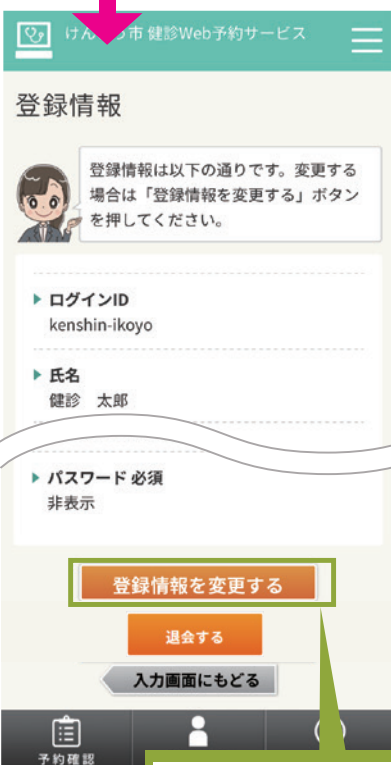 けん 市 健診Web予約サービス
登録情報
登録情報は以下の通りです。変更する
場合は「登録情報を変更する」ボタン
を押してください。
ログインID
kenshin-ikoyo
氏名
健診　太郎
パスワード 必須
非表示
登録情報を変更する
退会する
入力画面にもどる
予約確認